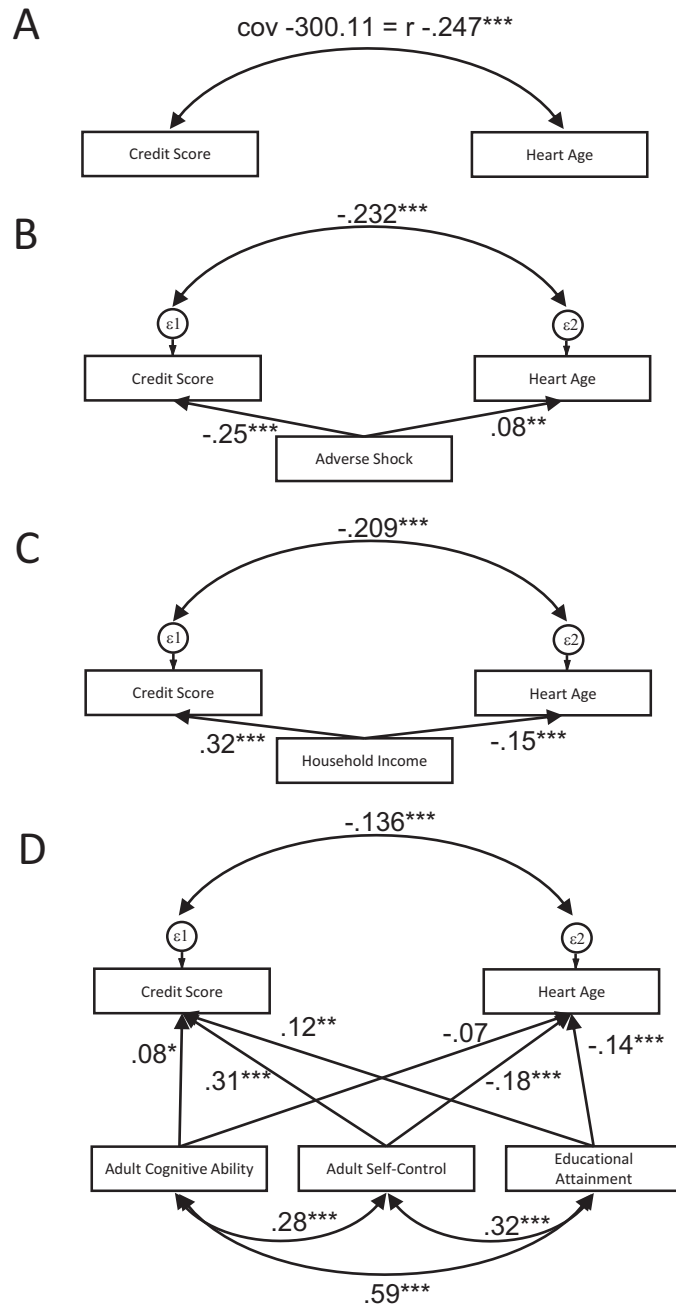 A
cov -300.11 = r -.247***
Credit Score
Heart Age
B
-.232***
ε1
ε2
Credit Score
Heart Age
-.25***
.08**
Adverse Shock
C
-.209***
ε1
ε2
Credit Score
Heart Age
.32***
-.15***
Household Income
D
-.136***
ε1
ε2
Credit Score
Heart Age
.08*
.12**
-.07
-.14***
.31***
-.18***
Adult Cognitive Ability
Adult Self-Control
Educational
Attainment
.28***
.32***
.59***